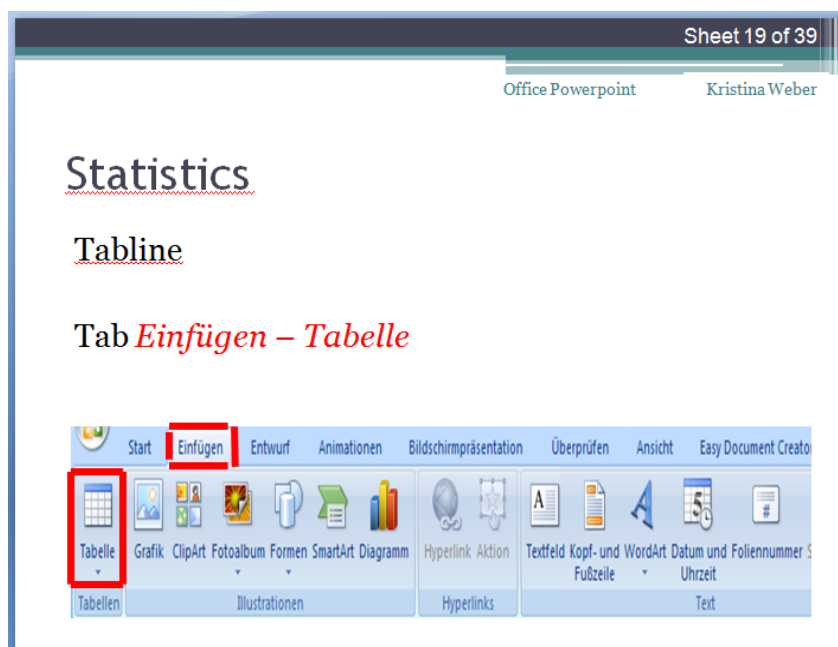 Sheet 19 of 39
Office Powerpoint Kristina Weber
Statistics
Tabline
Tab Einfügen – Tabelle
Start Einfügen Entwurf Animationen Bildschirmpräsentation Überprüfen Ansicht Easy Document Creator
Tabelle Grafik ClipArt Fotoalbum Formen SmartArt Diagramm Hyperlink Aktion Textfeld Kopf- und WordArt Datum und Foliennummer S
Fußzeile Uhrzeit
Tabellen Illustrationen Hyperlinks Text